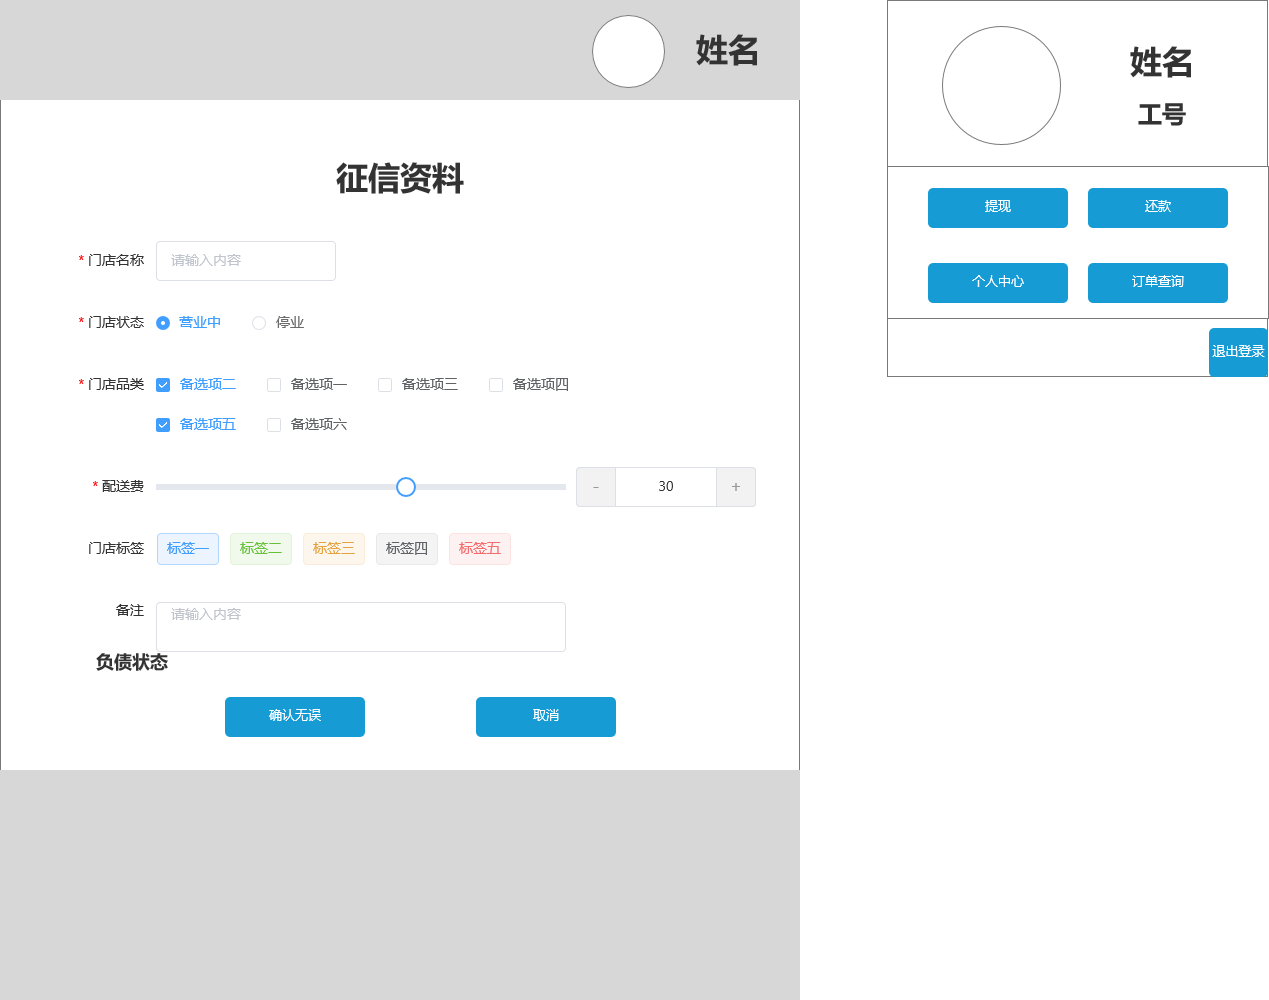 姓名
征信资料
* 门店名称 请输入内容
* 门店状态 营业中 停业
* 门店品类 备选项二 备选项一 备选项三 备选项四
备选项五 备选项六
* 配送费 - 30 +
门店标签 标签一 标签二 标签三 标签四 标签五
备注 请输入内容
负债状态
确认无误 取消
姓名
工号
提现 还款
个人中心 订单查询
退出登录